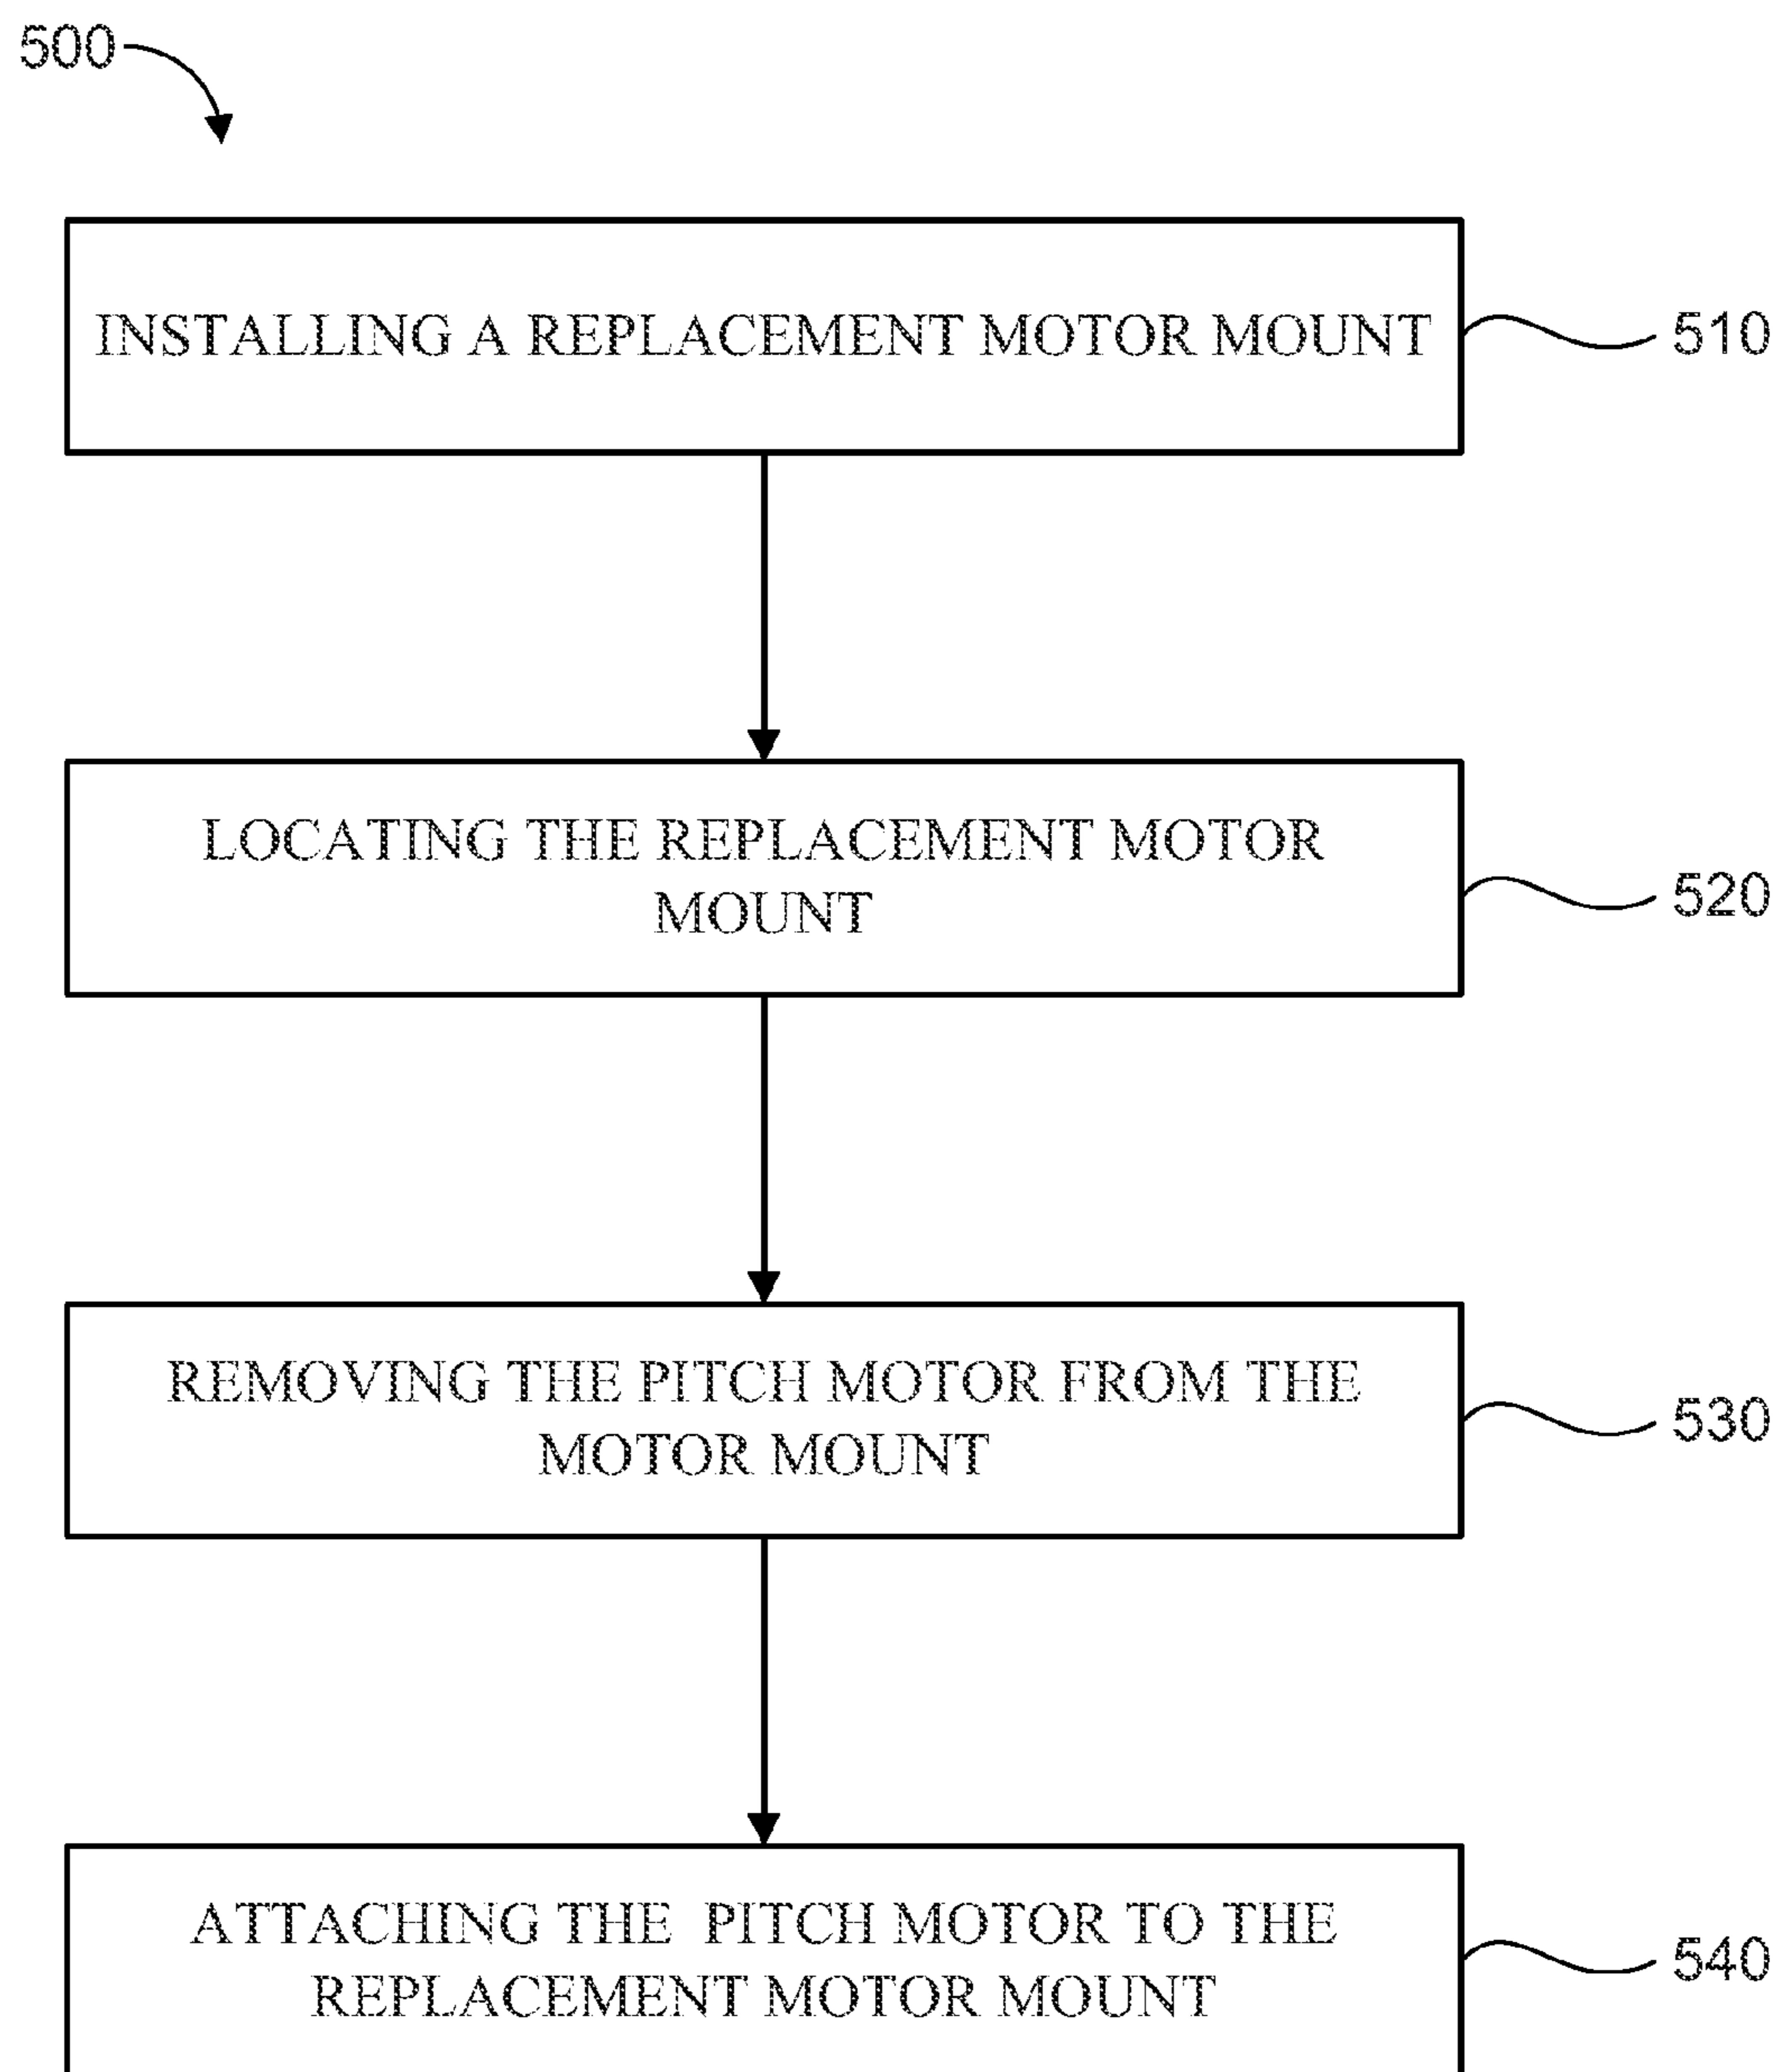 500
INSTALLING A REPLACEMENT MOTOR MOUNT
510
LOCATING THE REPLACEMENT MOTOR
MOUNT
520
REMOVING THE PITCH MOTOR FROM THE
MOTOR MOUNT
530
ATTACHING THE PITCH MOTOR TO THE
REPLACEMENT MOTOR MOUNT
540